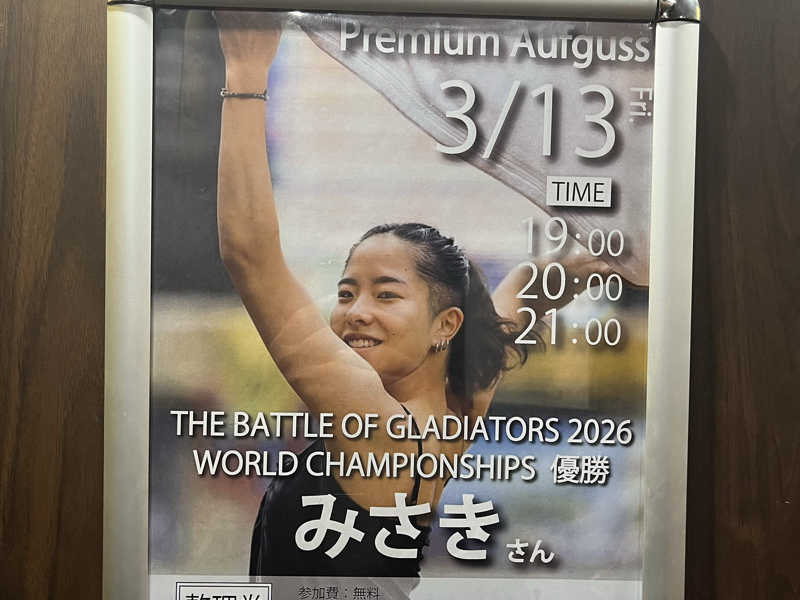 Premium Aufguss
3/13 Fri.
TIME
19:00
20:00
21:00
THE BATTLE OF GLADIATORS 2026
WORLD CHAMPIONSHIPS 優勝
みさきさん
参加費：無料